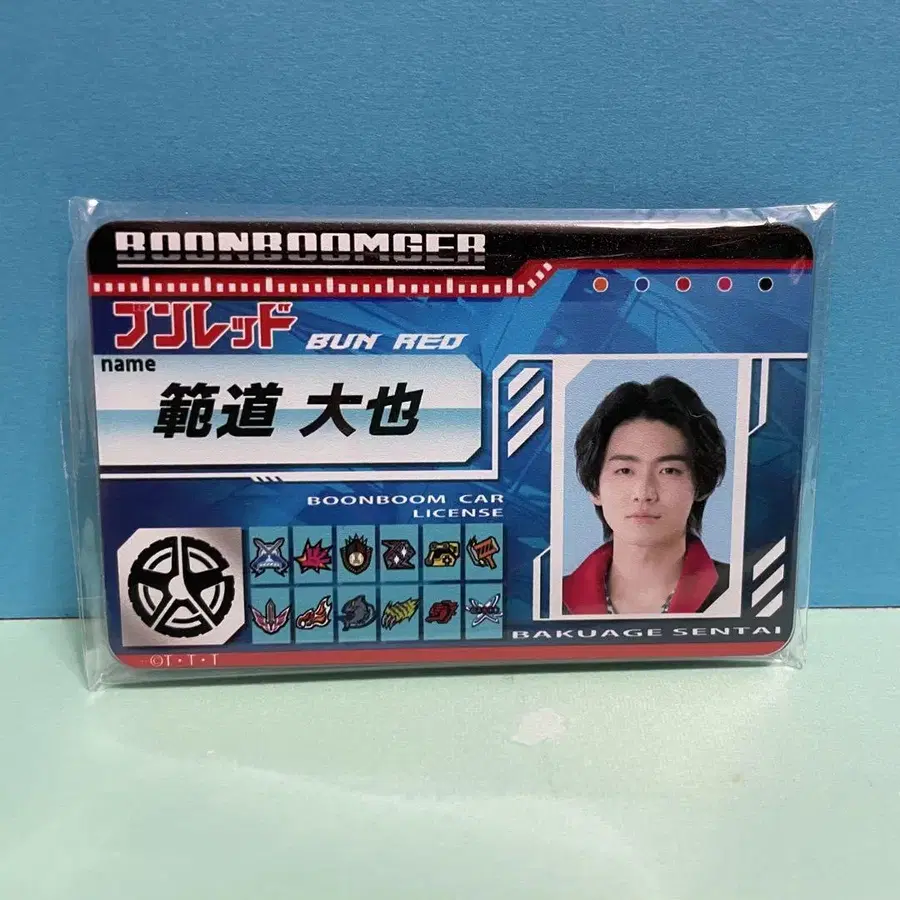 BOONBOOMGER
ブンレッド BUN RED
name
範道 大也
BOONBOOM CAR
LICENSE
BAKUAGE SENTAI
©T・T・T